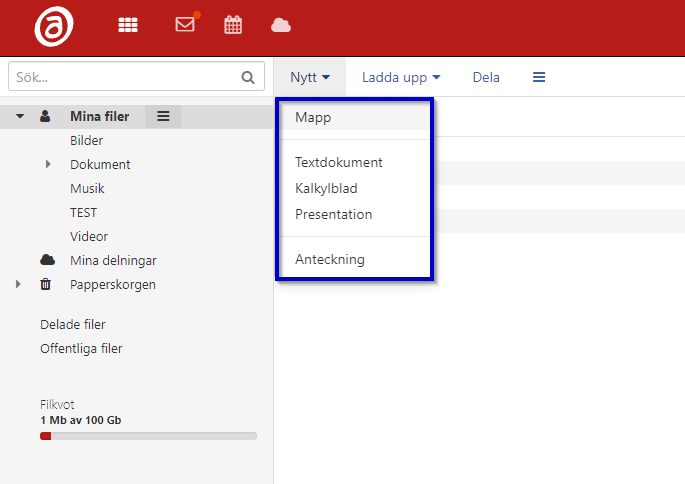 Sök...
Nytt
Ladda upp
Dela
Mina filer
Bilder
Dokument
Musik
TEST
Videor
Mina delningar
Papperskorgen
Delade filer
Offentliga filer
Filkvot
1 Mb av 100 Gb
Mapp
Textdokument
Kalkylblad
Presentation
Anteckning